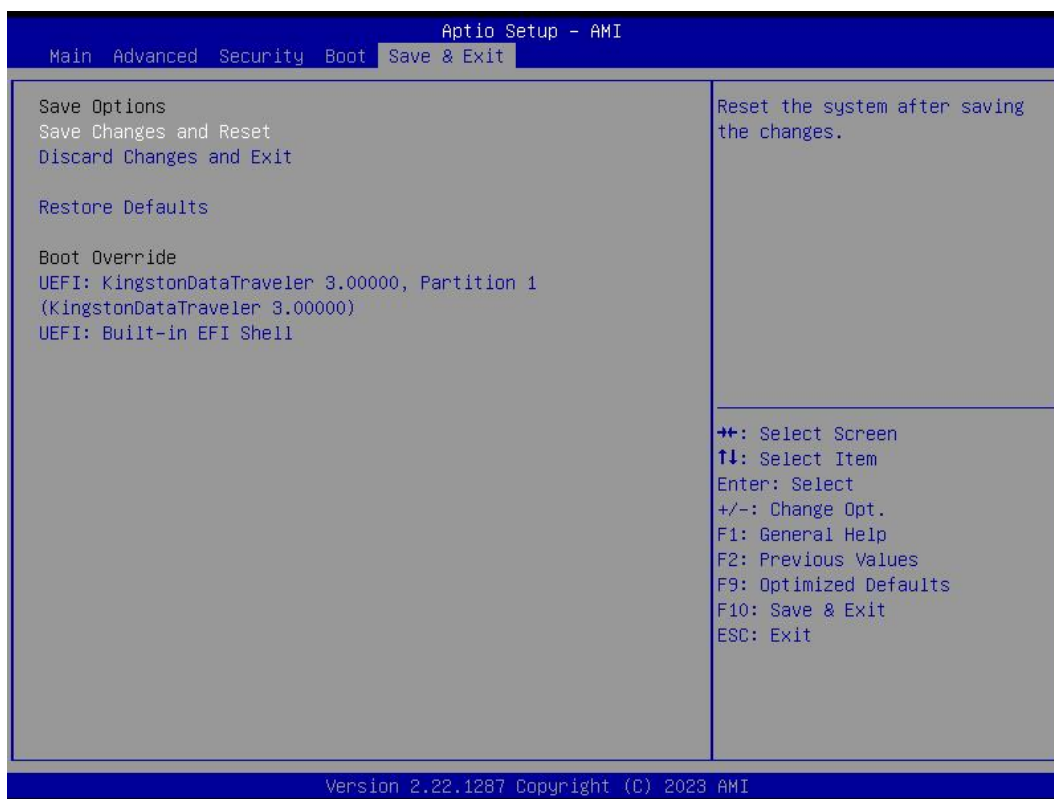 Aptio Setup - AMI
Main Advanced Security Boot Save & Exit
Save Options
Save Changes and Reset
Discard Changes and Exit
Restore Defaults
Boot Override
UEFI: KingstonDataTraveler 3.00000, Partition 1
(KingstonDataTraveler 3.00000)
UEFI: Built-in EFI Shell
Reset the system after saving
the changes.
→←: Select Screen
↑↓: Select Item
Enter: Select
+/-: Change Opt.
F1: General Help
F2: Previous Values
F9: Optimized Defaults
F10: Save & Exit
ESC: Exit
Version 2.22.1287 Copyright (C) 2023 AMI